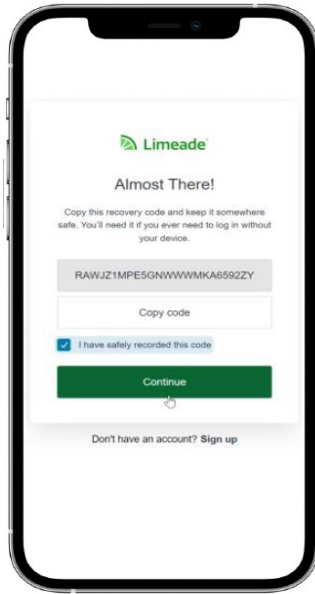 Limeade
Almost There!
Copy this recovery code and keep it somewhere
safe. You'll need it if you ever need to log in without
your device.
RAWJZ1MPE5GNWWWMKA6592ZY
Copy code
I have safely recorded this code
Continue
Don't have an account? Sign up